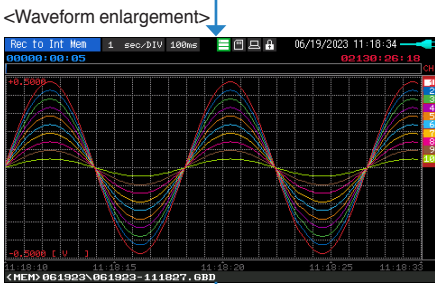 <Waveform enlargement>
Rec to Int Mem 1 sec/DIV 100ms 06/19/2023 11:18:34
00000:00:05 02130:26:18
CH
+0.5000
1
2
3
4
5
6
7
8
9
10
-0.5000 [ V ]
11:18:10 11:18:15 11:18:20 11:18:25 11:18:33
<MEM>061923\061923-111827.GBD